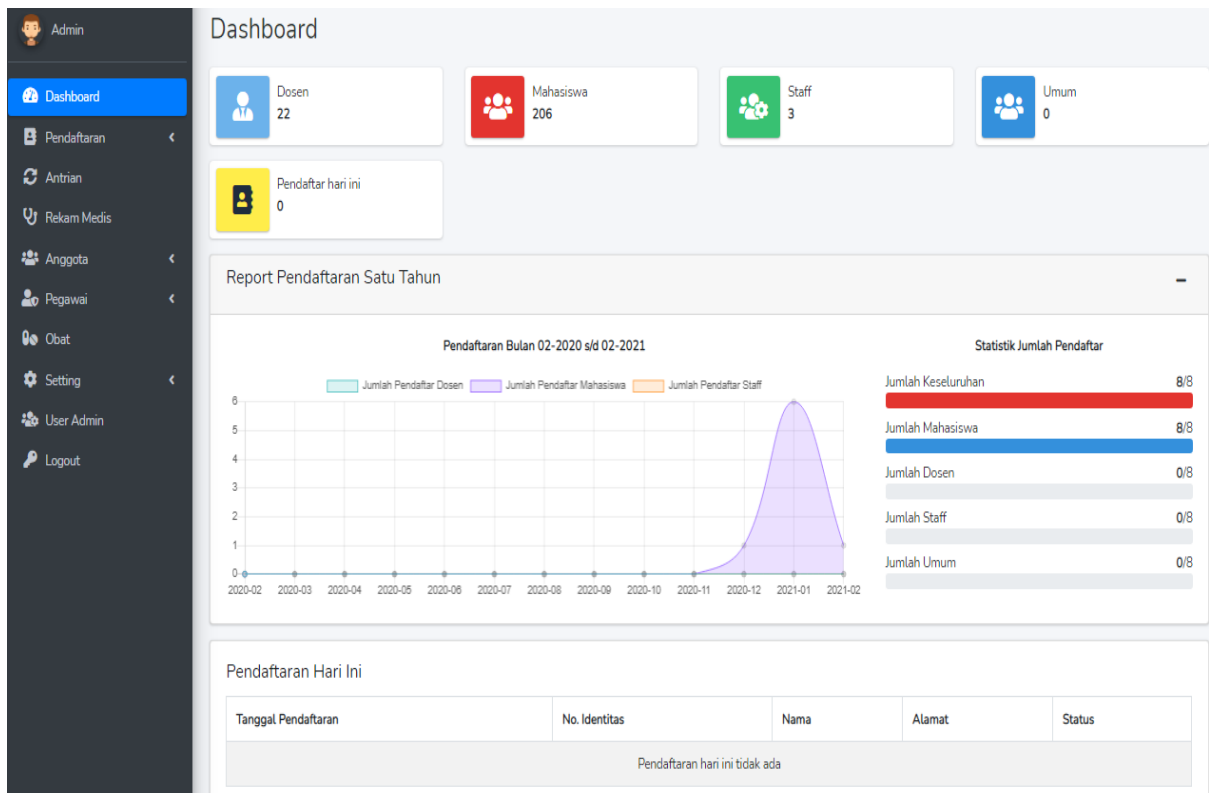 Admin
Dashboard
Pendaftaran
Antrian
Rekam Medis
Anggota
Pegawai
Obat
Setting
User Admin
Logout
Dashboard
Dosen
22
Mahasiswa
206
Staff
3
Umum
0
Pendaftar hari ini
0
Report Pendaftaran Satu Tahun
Pendaftaran Bulan 02-2020 s/d 02-2021
Jumlah Pendaftar Dosen Jumlah Pendaftar Mahasiswa Jumlah Pendaftar Staff
6
5
4
3
2
1
0
2020-02 2020-03 2020-04 2020-05 2020-06 2020-07 2020-08 2020-09 2020-10 2020-11 2020-12 2021-01 2021-02
Statistik Jumlah Pendaftar
Jumlah Keseluruhan 8/8
Jumlah Mahasiswa 8/8
Jumlah Dosen 0/8
Jumlah Staff 0/8
Jumlah Umum 0/8
Pendaftaran Hari Ini
Tanggal Pendaftaran No. Identitas Nama Alamat Status
Pendaftaran hari ini tidak ada